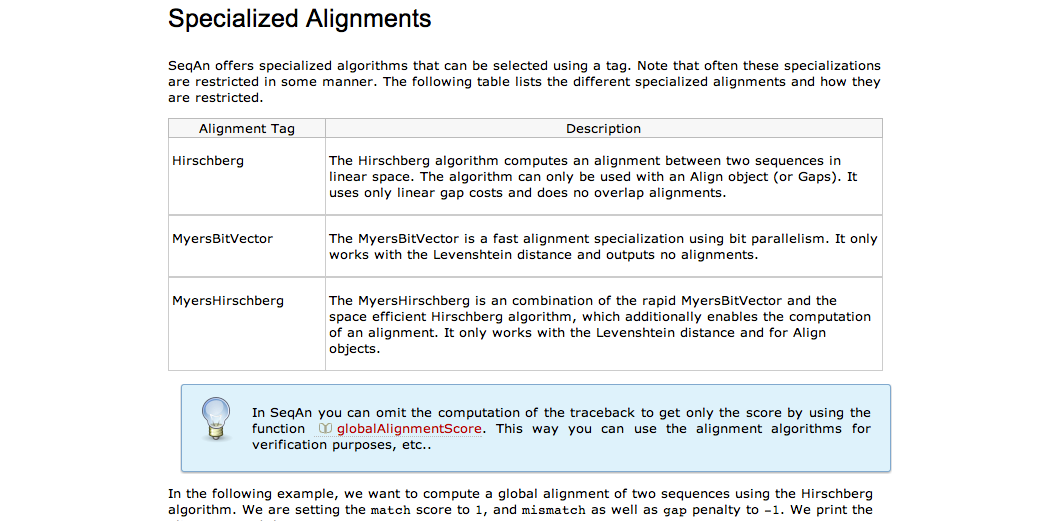 Specialized Alignments
SeqAn offers specialized algorithms that can be selected using a tag. Note that often these specializations
are restricted in some manner. The following table lists the different specialized alignments and how they
are restricted.
Alignment Tag Description
Hirschberg The Hirschberg algorithm computes an alignment between two sequences in
linear space. The algorithm can only be used with an Align object (or Gaps). It
uses only linear gap costs and does no overlap alignments.
MyersBitVector The MyersBitVector is a fast alignment specialization using bit parallelism. It only
works with the Levenshtein distance and outputs no alignments.
MyersHirschberg The MyersHirschberg is an combination of the rapid MyersBitVector and the
space efficient Hirschberg algorithm, which additionally enables the computation
of an alignment. It only works with the Levenshtein distance and for Align
objects.
In SeqAn you can omit the computation of the traceback to get only the score by using the
function globalAlignmentScore. This way you can use the alignment algorithms for
verification purposes, etc..
In the following example, we want to compute a global alignment of two sequences using the Hirschberg
algorithm. We are setting the match score to 1, and mismatch as well as gap penalty to -1. We print the